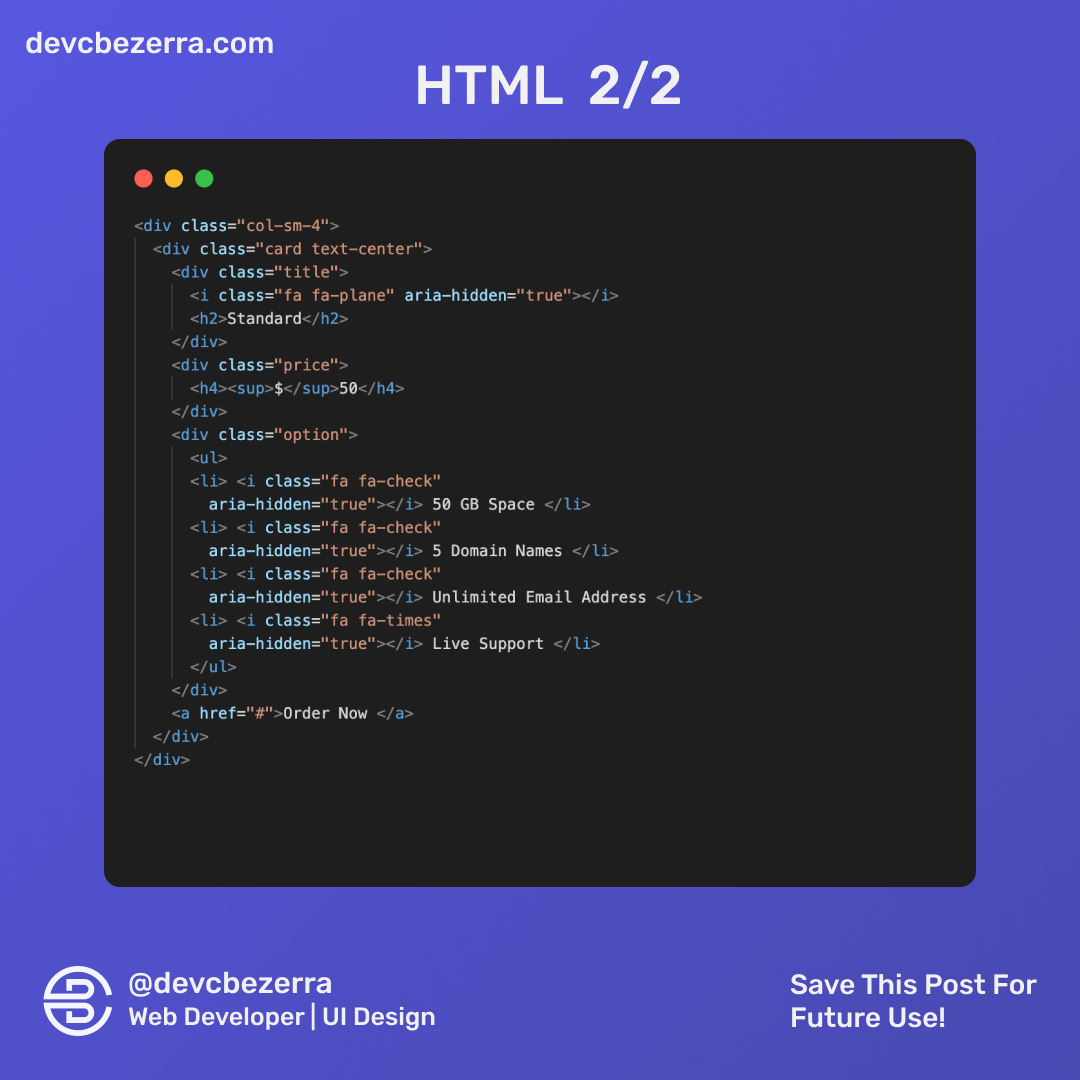 devcbezerra.com
HTML 2/2
<div class="col-sm-4">
  <div class="card text-center">
    <div class="title">
      <i class="fa fa-plane" aria-hidden="true"></i>
      <h2>Standard</h2>
    </div>
    <div class="price">
      <h4><sup>$</sup>50</h4>
    </div>
    <div class="option">
      <ul>
      <li> <i class="fa fa-check"
        aria-hidden="true"></i> 50 GB Space </li>
      <li> <i class="fa fa-check"
        aria-hidden="true"></i> 5 Domain Names </li>
      <li> <i class="fa fa-check"
        aria-hidden="true"></i> Unlimited Email Address </li>
      <li> <i class="fa fa-times"
        aria-hidden="true"></i> Live Support </li>
      </ul>
    </div>
    <a href="#">Order Now </a>
  </div>
</div>
@devcbezerra
Web Developer | UI Design
Save This Post For
Future Use!